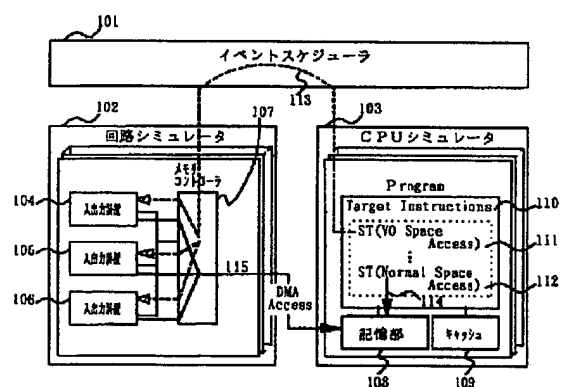 101
イベントスケジューラ
113
102
103
回路シミュレータ
107
CPUシミュレータ
メモリ
コントローラ
Program
104
入出力装置
Target Instructions
110
ST(I/O Space
Access)
111
105
入出力装置
115
ST(Normal Space
Access)
112
106
入出力装置
DMA
Access
114
記憶部
キャッシュ
108
109